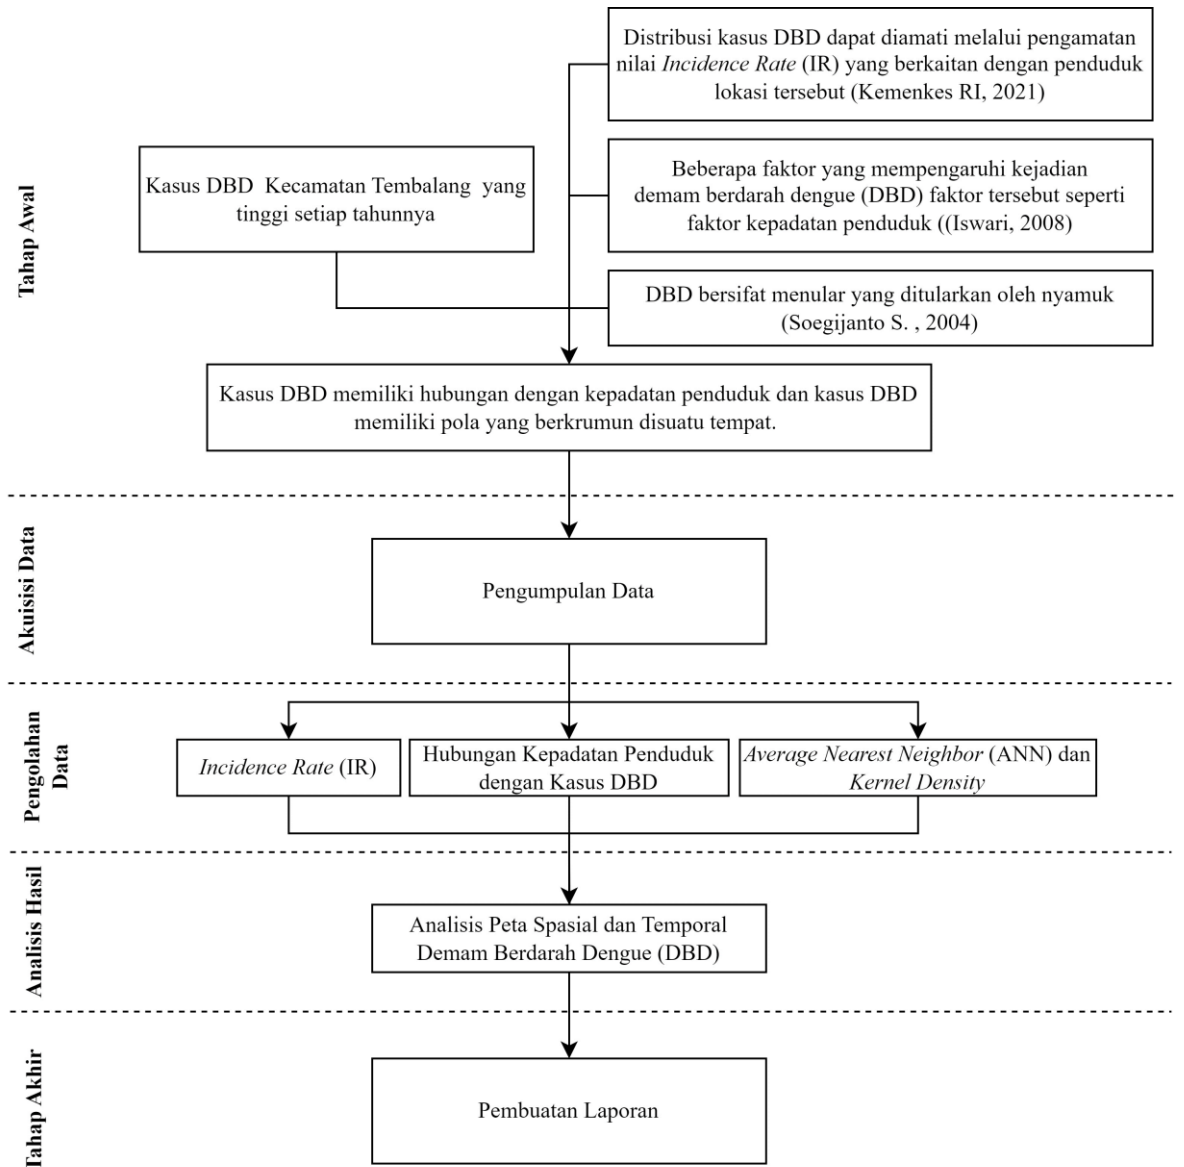 Tahap Awal
Distribusi kasus DBD dapat diamati melalui pengamatan
nilai Incidence Rate (IR) yang berkaitan dengan penduduk
lokasi tersebut (Kemenkes RI, 2021)
Kasus DBD Kecamatan Tembalang yang
tinggi setiap tahunnya
Beberapa faktor yang mempengaruhi kejadian
demam berdarah dengue (DBD) faktor tersebut seperti
faktor kepadatan penduduk ((Iswari, 2008)
DBD bersifat menular yang ditularkan oleh nyamuk
(Soegijanto S. , 2004)
Kasus DBD memiliki hubungan dengan kepadatan penduduk dan kasus DBD
memiliki pola yang berkrumun disuatu tempat.
Akuisisi Data
Pengumpulan Data
Pengolahan
Data
Incidence Rate (IR)
Hubungan Kepadatan Penduduk
dengan Kasus DBD
Average Nearest Neighbor (ANN) dan
Kernel Density
Analisis Hasil
Analisis Peta Spasial dan Temporal
Demam Berdarah Dengue (DBD)
Tahap Akhir
Pembuatan Laporan